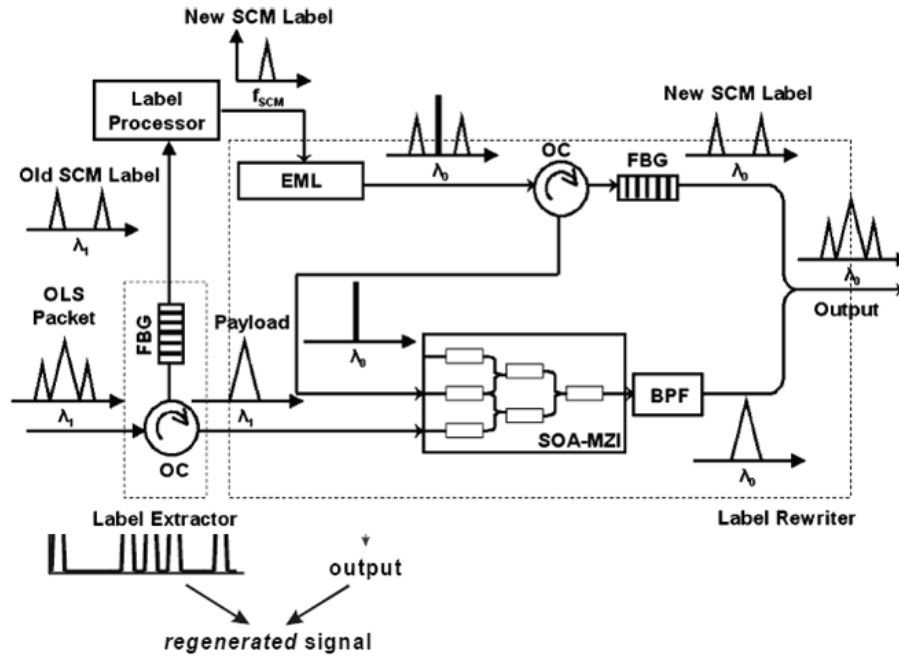 New SCM Label
f_SCM
Label
Processor
New SCM Label
λ₀
OC
FBG
λ₀
EML
Old SCM Label
λ₁
λ₀
Output
OLS
Packet
FBG
Payload
λ₀
λ₁
λ₁
BPF
SOA-MZI
OC
λ₀
Label Extractor
Label Rewriter
output
regenerated signal